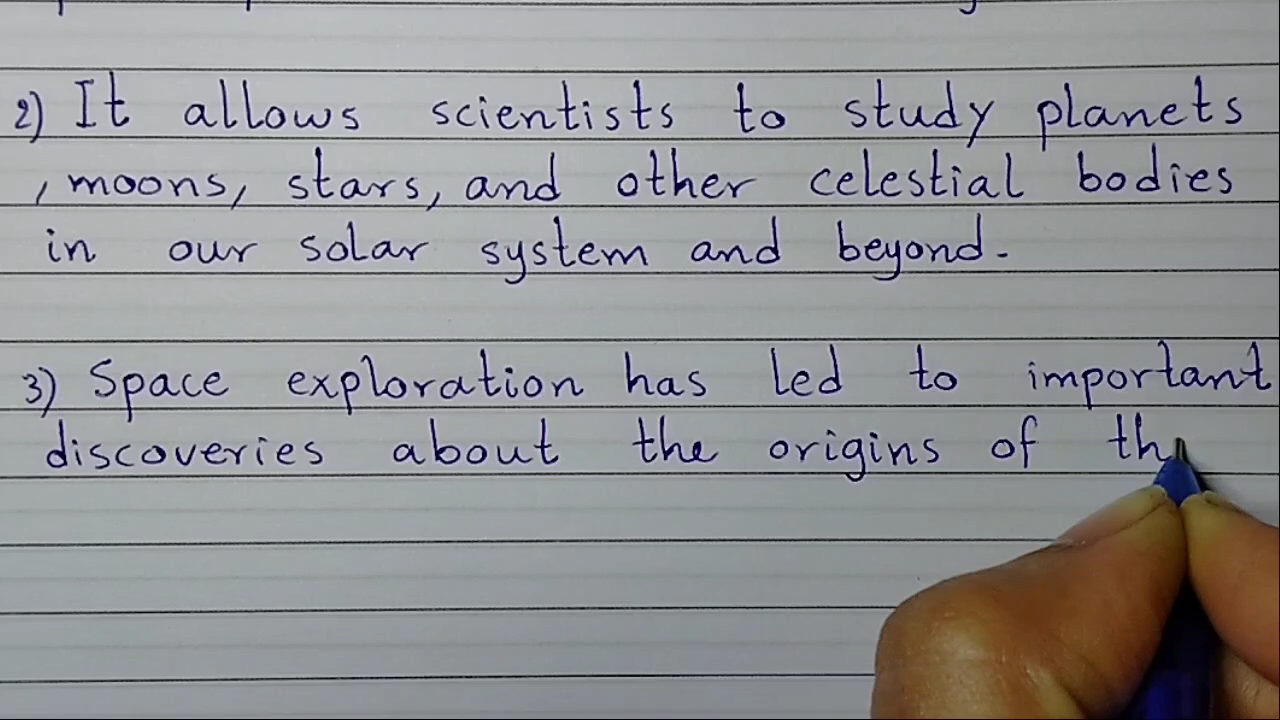 2) It allows scientists to study planets
, moons, stars, and other celestial bodies
in our solar system and beyond.
3) Space exploration has led to important
discoveries about the origins of th